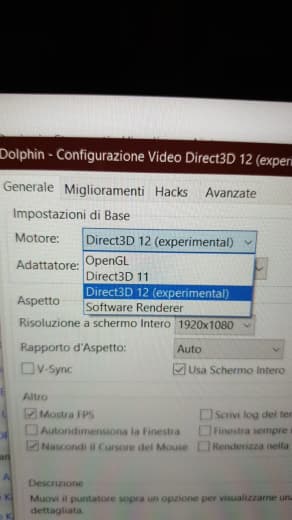 Dolphin - Configurazione Video Direct3D 12 (experi
Generale Miglioramenti Hacks Avanzate
Impostazioni di Base
Motore: Direct3D 12 (experimental)
OpenGL
Adattatore:
Direct3D 11
Direct3D 12 (experimental)
Aspetto
Software Renderer
Risoluzione a schermo Intero 1920x1080
Rapporto d'Aspetto: Auto
V-Sync Usa Schermo Intero
Altro
Mostra FPS Scrivi log dei te
Autoridimensiona la Finestra Finestra sempre
Nascondi il Cursore del Mouse Renderizza nella
Descrizione
Muovi il puntatore sopra un opzione per visualizzarne una
dettagliata.